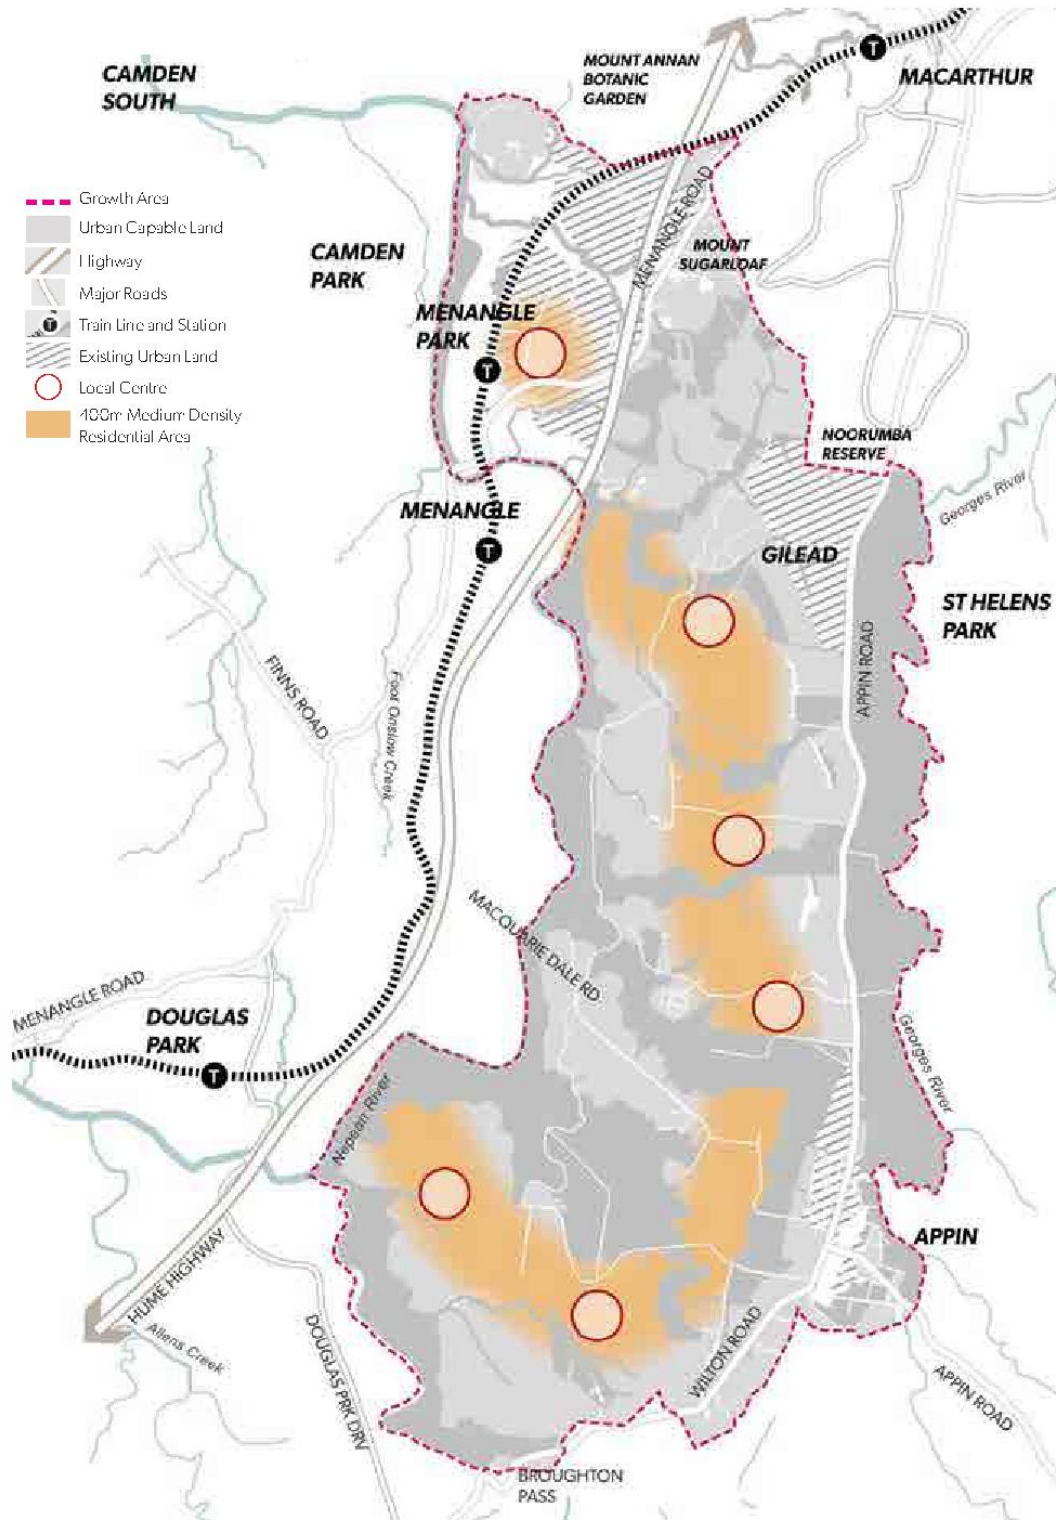 MOUNT ANNAN
BOTANIC
GARDEN
T
MACARTHUR
CAMDEN
SOUTH
Growth Area
Urban Capable Land
Highway
Major Roads
T
Train Line and Station
Existing Urban Land
Local Centre
400m Medium Density
Residential Area
CAMDEN
PARK
MENANGLE ROAD
MOUNT
SUGARLOAF
MENANGLE
PARK
T
NOORUMBA
RESERVE
Georges River
MENANGLE
T
GILEAD
ST HELENS
PARK
APPIN ROAD
FINNS ROAD
Foot Onslow Creek
MACQUARIE DALE RD
MENANGLE ROAD
DOUGLAS
PARK
T
Georges River
Nepean River
APPIN
HUME HIGHWAY
Allens Creek
DOUGLAS PRK DRV
WILTON ROAD
APPIN ROAD
BROUGHTON
PASS